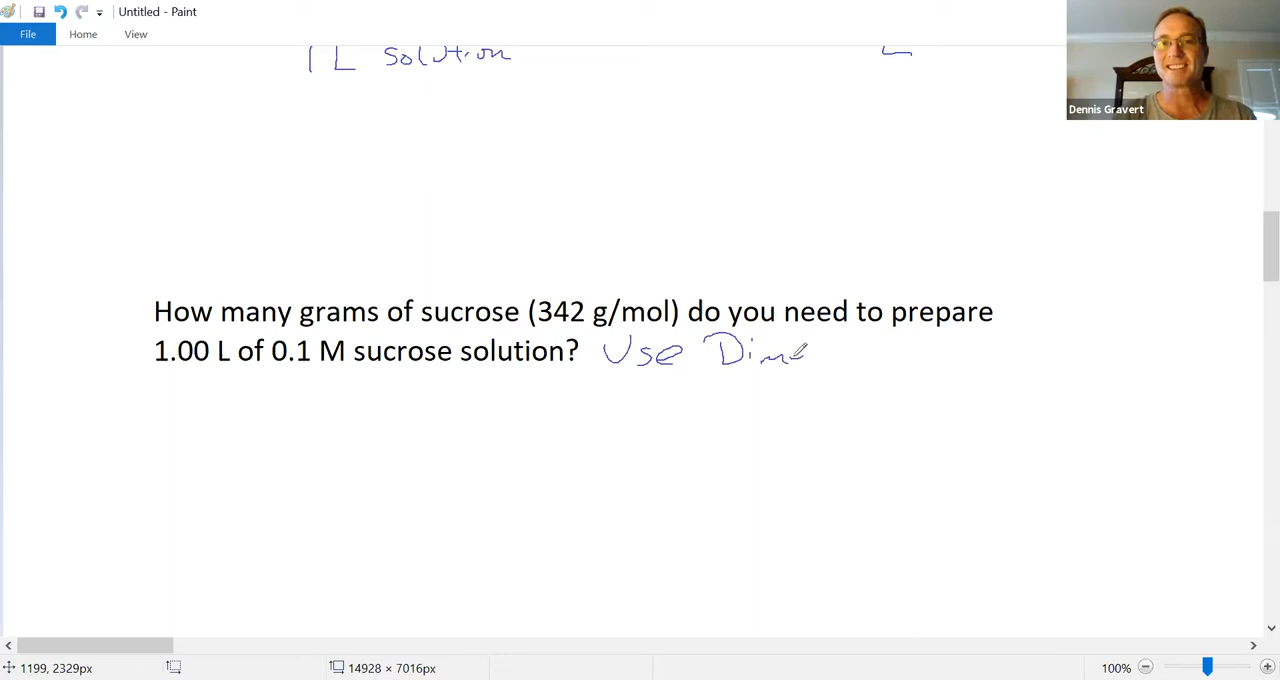 Untitled - Paint
File Home View
1 L solution
Dennis Gravert
How many grams of sucrose (342 g/mol) do you need to prepare
1.00 L of 0.1 M sucrose solution? Use Dime
1199, 2329px 14928 × 7016px 100%